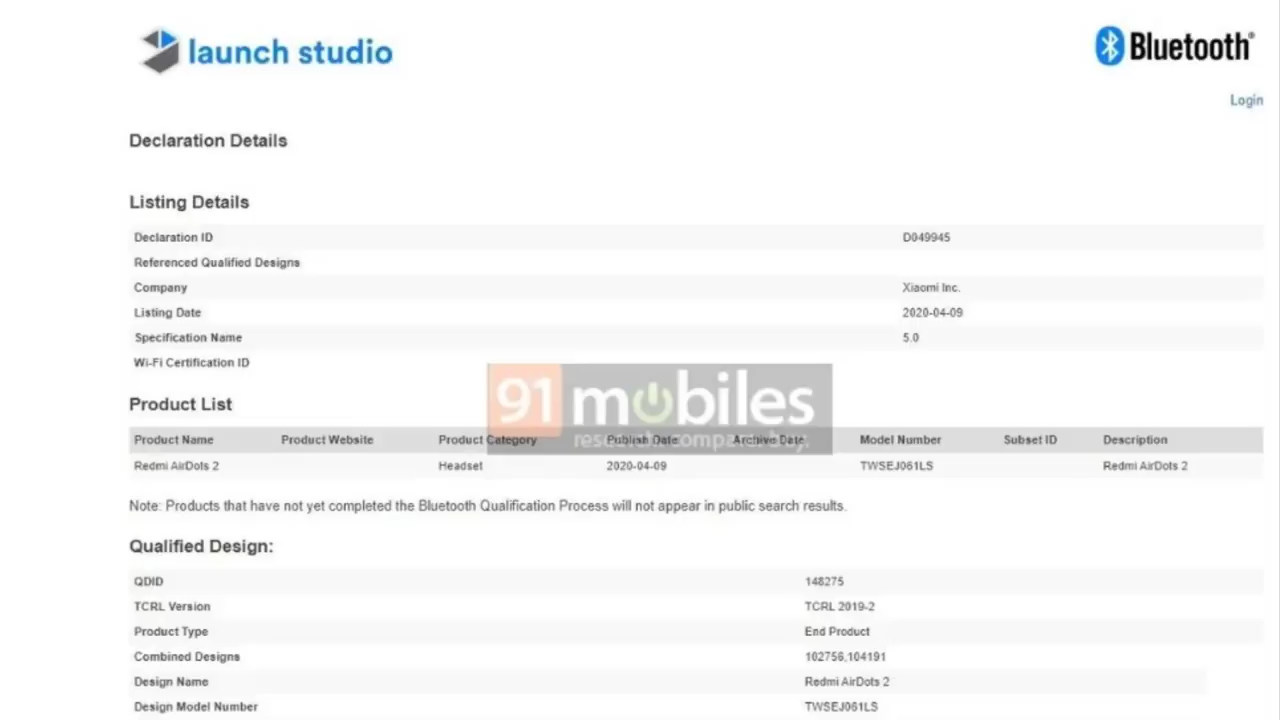 launch studio
Bluetooth®
Login
Declaration Details
Listing Details
Declaration ID D049945
Referenced Qualified Designs
Company Xiaomi Inc.
Listing Date 2020-04-09
Specification Name 5.0
Wi-Fi Certification ID
91mobiles
Product List
Product Name Product Website Product Category Publish Date Archive Date Model Number Subset ID Description
research. compare. buy.
Redmi AirDots 2 Headset 2020-04-09 TWSEJ061LS Redmi AirDots 2
Note: Products that have not yet completed the Bluetooth Qualification Process will not appear in public search results.
Qualified Design:
QDID 148275
TCRL Version TCRL 2019-2
Product Type End Product
Combined Designs 102756,104191
Design Name Redmi AirDots 2
Design Model Number TWSEJ061LS